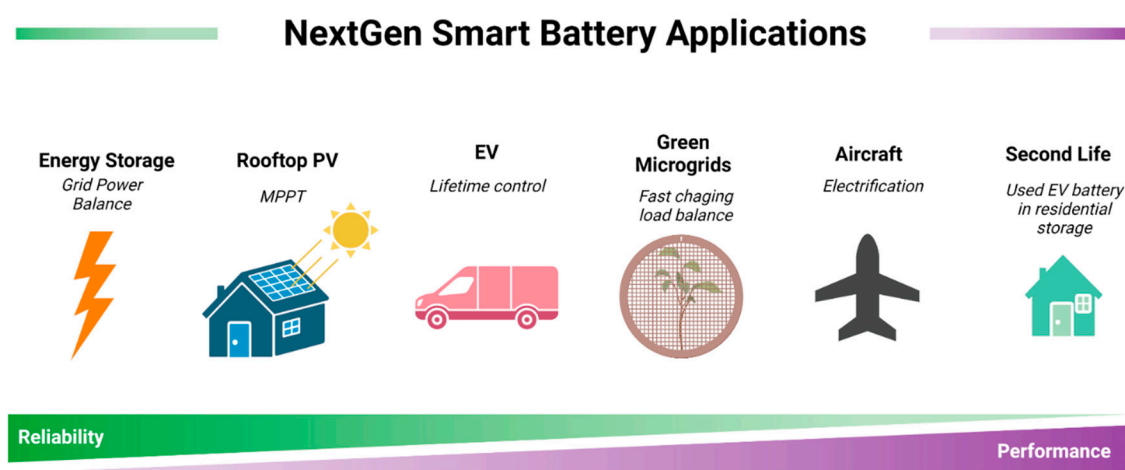 NextGen Smart Battery Applications
Energy Storage
Grid Power
Balance
Rooftop PV
MPPT
EV
Lifetime control
Green
Microgrids
Fast chaging
load balance
Aircraft
Electrification
Second Life
Used EV battery
in residential
storage
Reliability
Performance